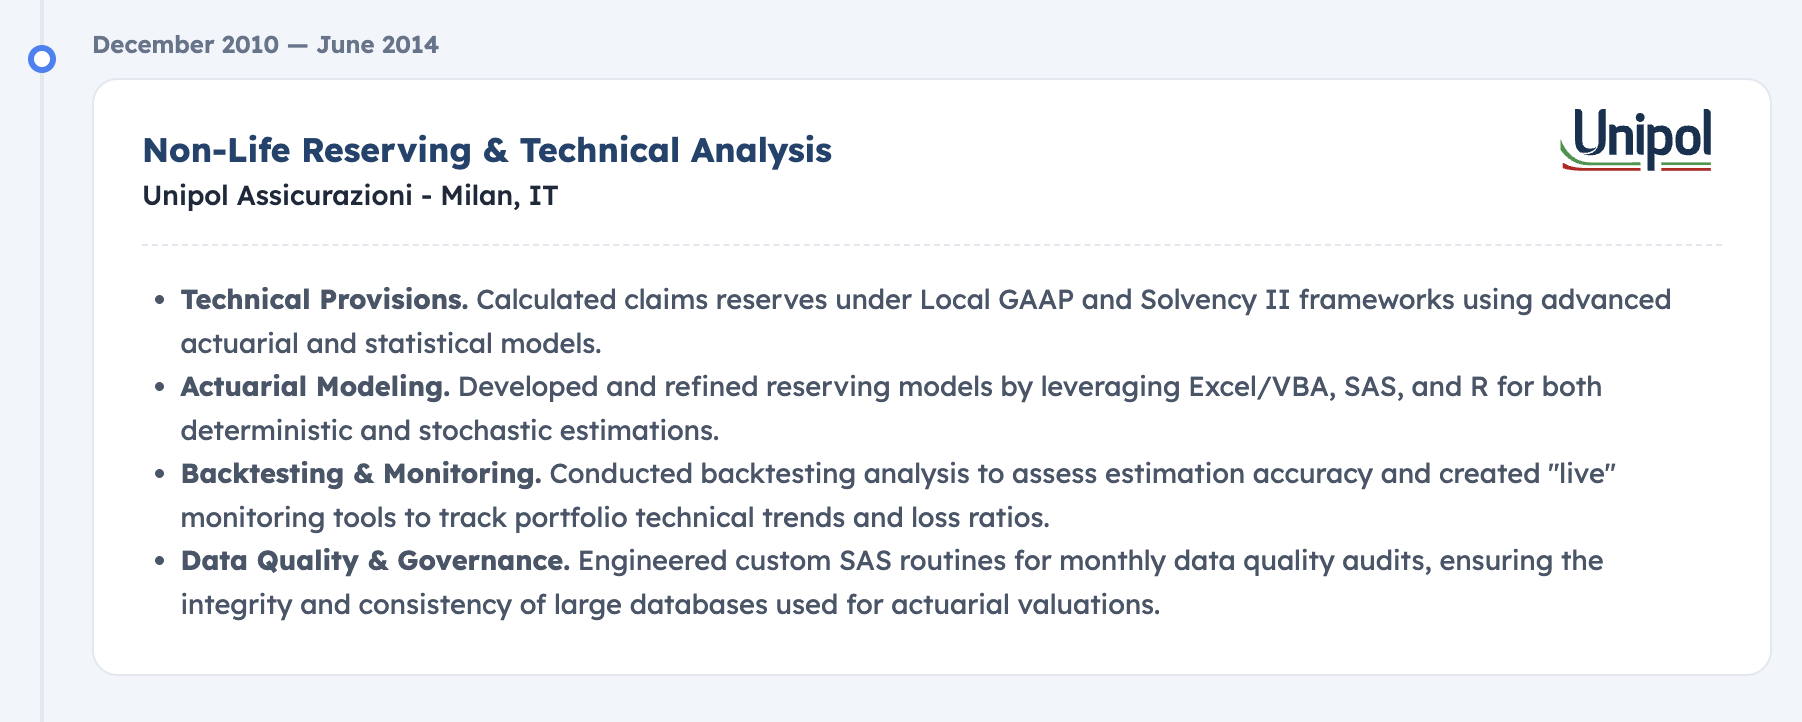 December 2010 — June 2014
Unipol
Non-Life Reserving & Technical Analysis
Unipol Assicurazioni - Milan, IT
• Technical Provisions. Calculated claims reserves under Local GAAP and Solvency II frameworks using advanced
actuarial and statistical models.
• Actuarial Modeling. Developed and refined reserving models by leveraging Excel/VBA, SAS, and R for both
deterministic and stochastic estimations.
• Backtesting & Monitoring. Conducted backtesting analysis to assess estimation accuracy and created "live"
monitoring tools to track portfolio technical trends and loss ratios.
• Data Quality & Governance. Engineered custom SAS routines for monthly data quality audits, ensuring the
integrity and consistency of large databases used for actuarial valuations.